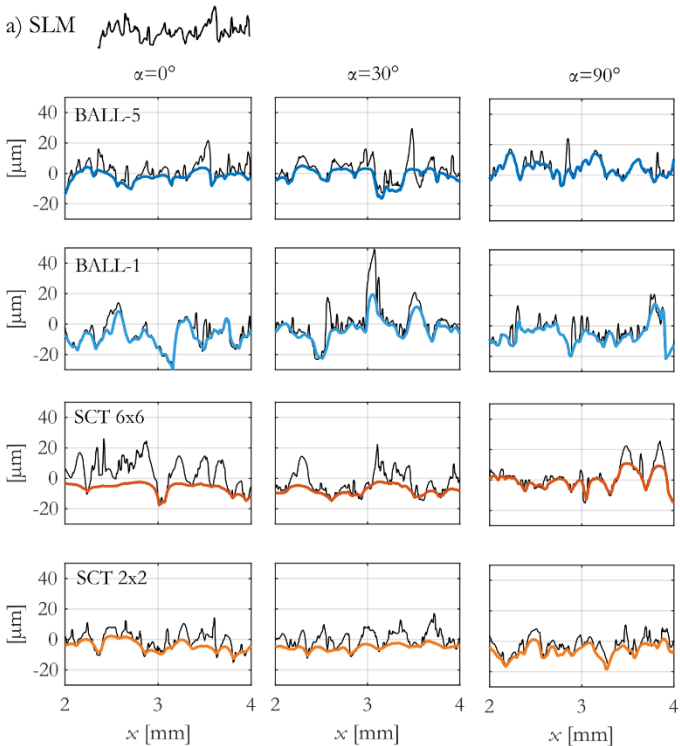 a) SLM
α=0° α=30° α=90°
BALL-5
40
20
0
-20
[µm]
BALL-1
40
20
0
-20
[µm]
SCT 6x6
40
20
0
-20
[µm]
SCT 2x2
40
20
0
-20
[µm]
2 3 4 2 3 4 2 3 4
x [mm] x [mm] x [mm]